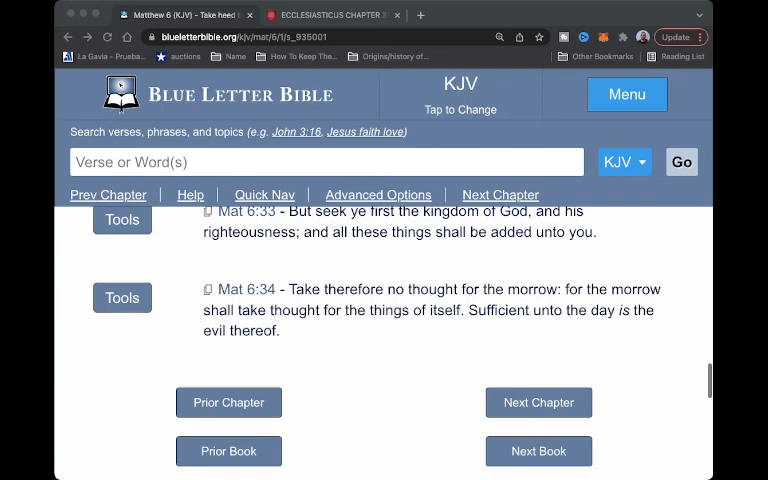 Matthew 6 (KJV) - Take heed t
ECCLESIASTICUS CHAPTER 3
blueletterbible.org/kjv/mat/6/1/s_935001
Update
La Gavia - Prueba...
auctions
Name
How To Keep The...
Origins/history of...
Other Bookmarks
Reading List
BLUE LETTER BIBLE
KJV
Tap to Change
Menu
Search verses, phrases, and topics (e.g. John 3:16, Jesus faith love)
Verse or Word(s)
KJV
Go
Prev Chapter | Help | Quick Nav | Advanced Options | Next Chapter
Tools
Mat 6:33 - But seek ye first the kingdom of God, and his
righteousness; and all these things shall be added unto you.
Tools
Mat 6:34 - Take therefore no thought for the morrow: for the morrow
shall take thought for the things of itself. Sufficient unto the day is the
evil thereof.
Prior Chapter
Next Chapter
Prior Book
Next Book